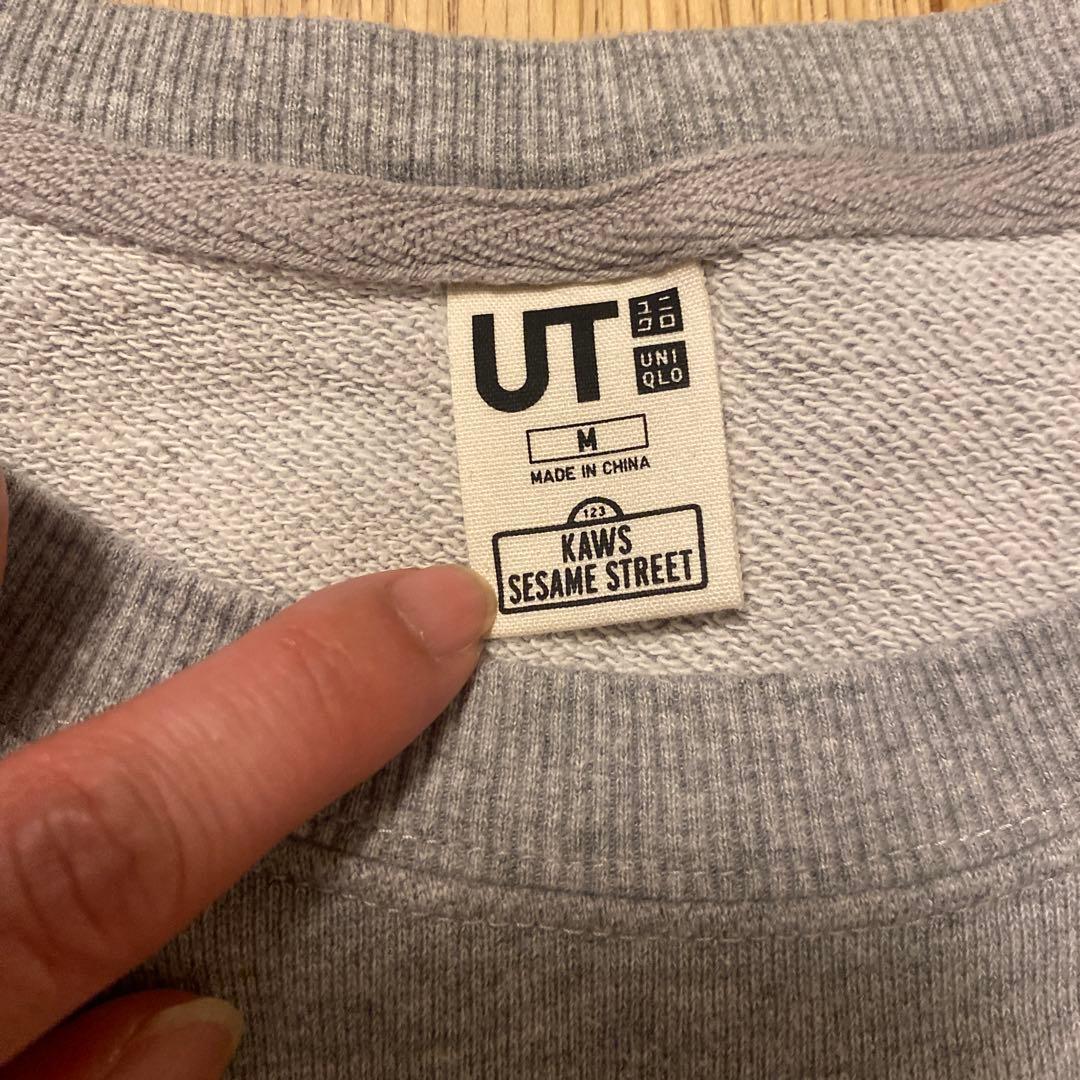 UT
ユニ
クロ
UNI
QLO
M
MADE IN CHINA
123
KAWS
SESAME STREET